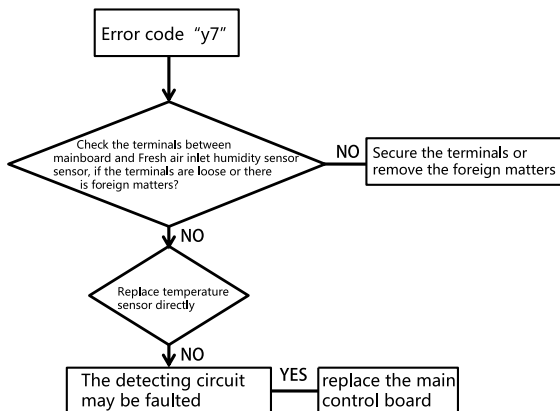 Error code "y7"
Check the terminals between
mainboard and Fresh air inlet humidity sensor
sensor, if the terminals are loose or there
is foreign matters?
NO
Secure the terminals or
remove the foreign matters
NO
Replace temperature
sensor directly
NO
The detecting circuit
may be faulted
YES
replace the main
control board